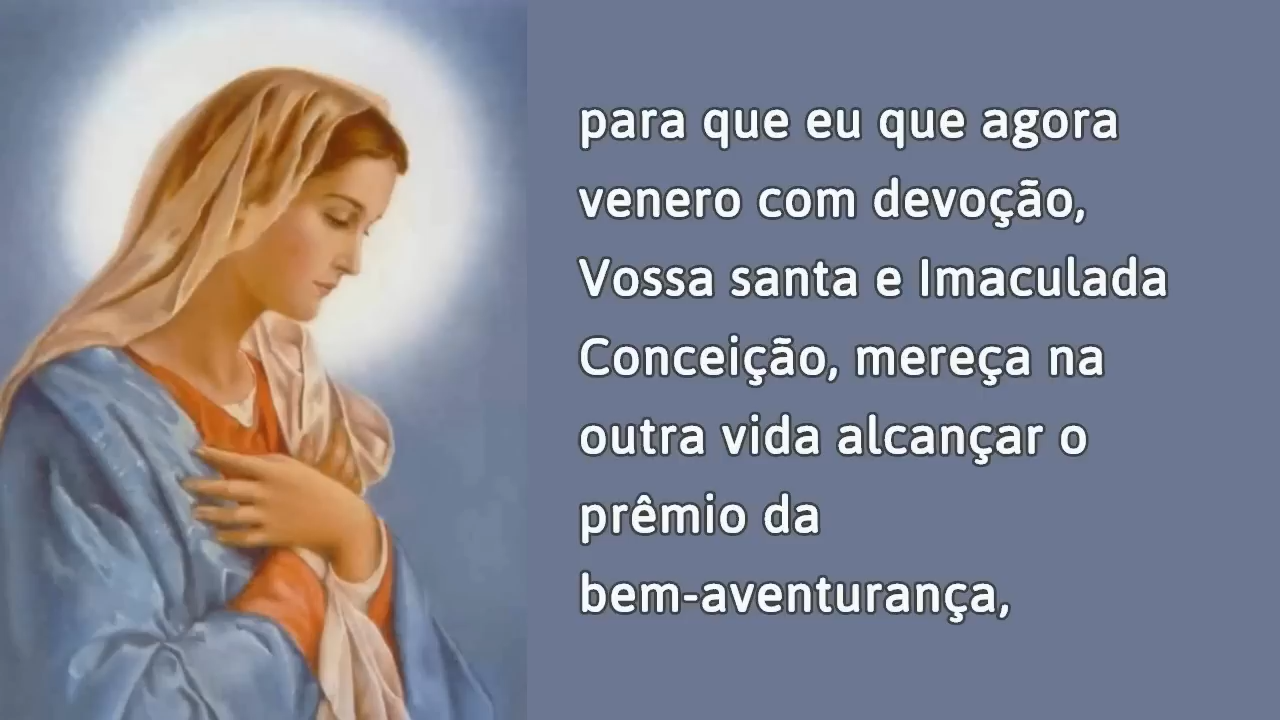 para que eu que agora
venero com devoção,
Vossa santa e Imaculada
Conceição, mereça na
outra vida alcançar o
prêmio da
bem-aventurança,